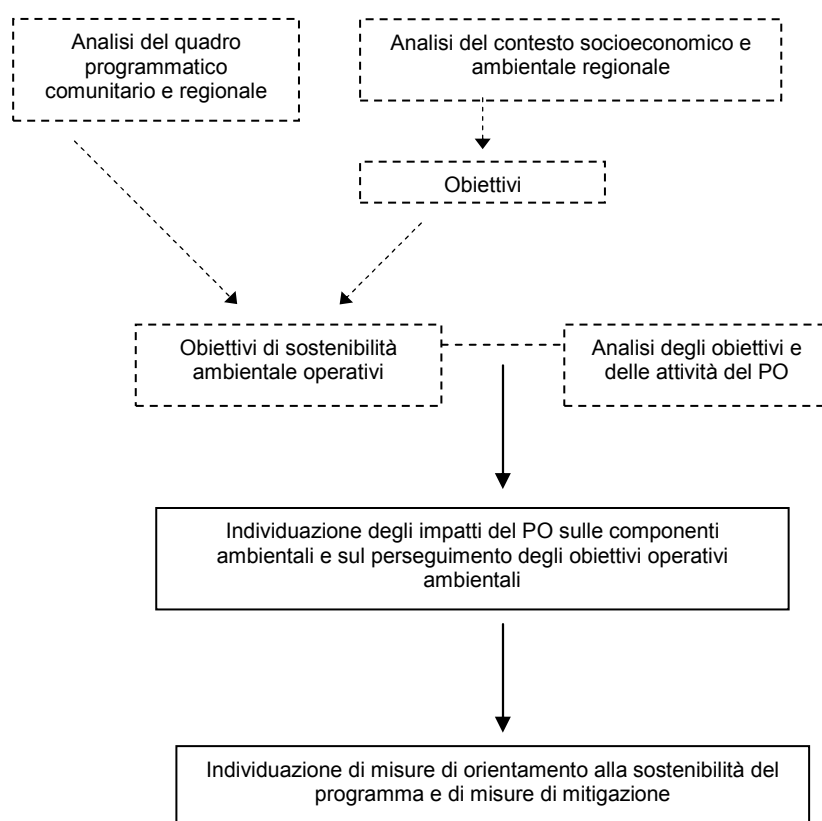 Analisi del quadro
programmatico
comunitario e regionale
Analisi del contesto socioeconomico e
ambientale regionale
Obiettivi
Obiettivi di sostenibilità
ambientale operativi
Analisi degli obiettivi e
delle attività del PO
Individuazione degli impatti del PO sulle componenti
ambientali e sul perseguimento degli obiettivi operativi
ambientali
Individuazione di misure di orientamento alla sostenibilità del
programma e di misure di mitigazione